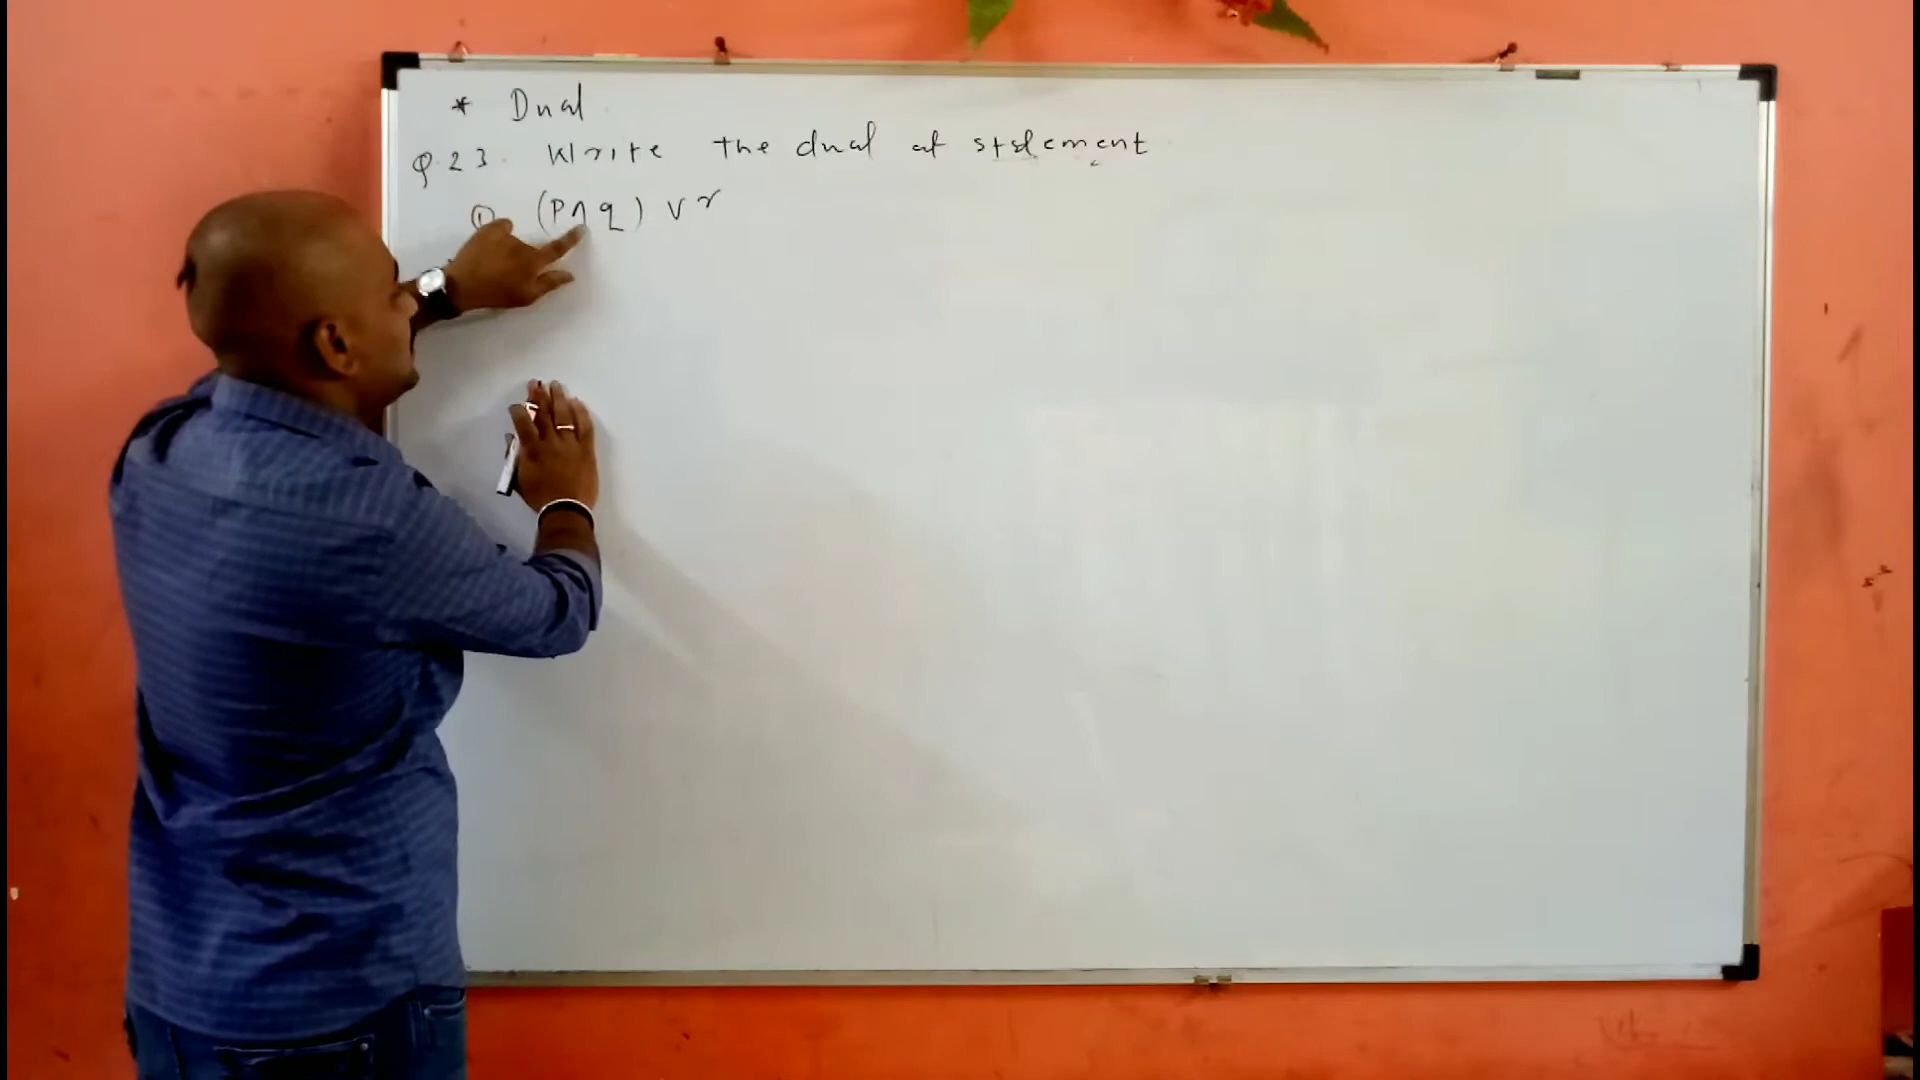 * Dual
Q.23. Write the dual of statement
① (p∧q) ∨ r